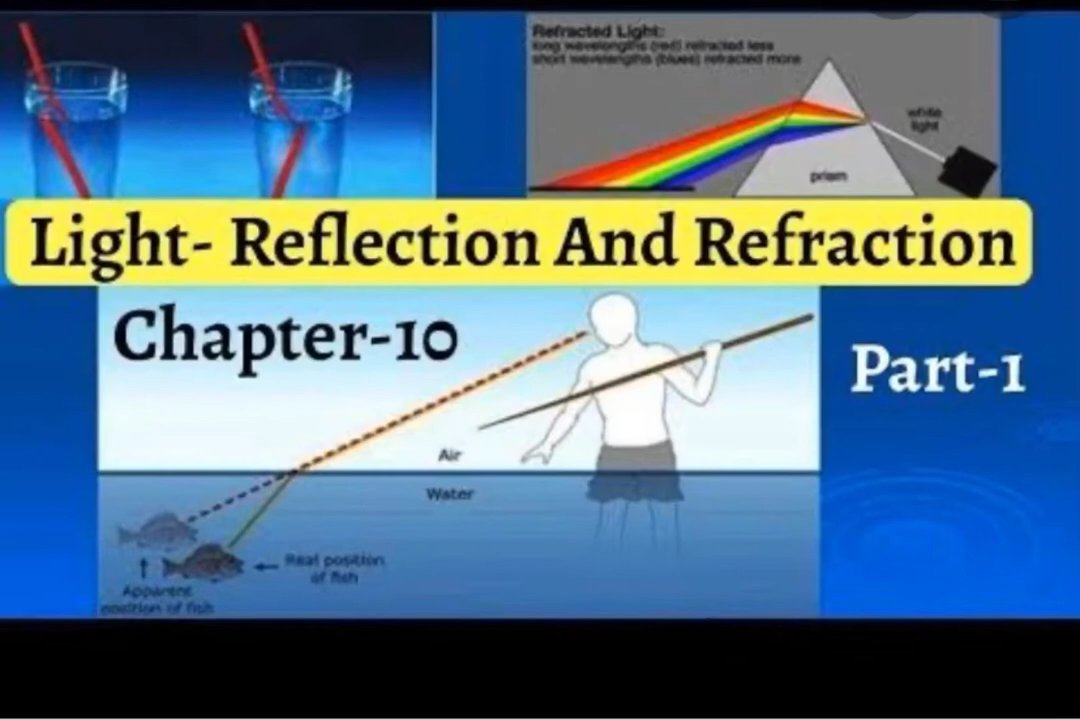 Refracted Light:
long wavelengths (red) refracted less
short wavelengths (blues) refracted more
white
light
prism
Light- Reflection And Refraction
Chapter-10
Part-1
Air
Water
Real position
of fish
Apparent
position of fish